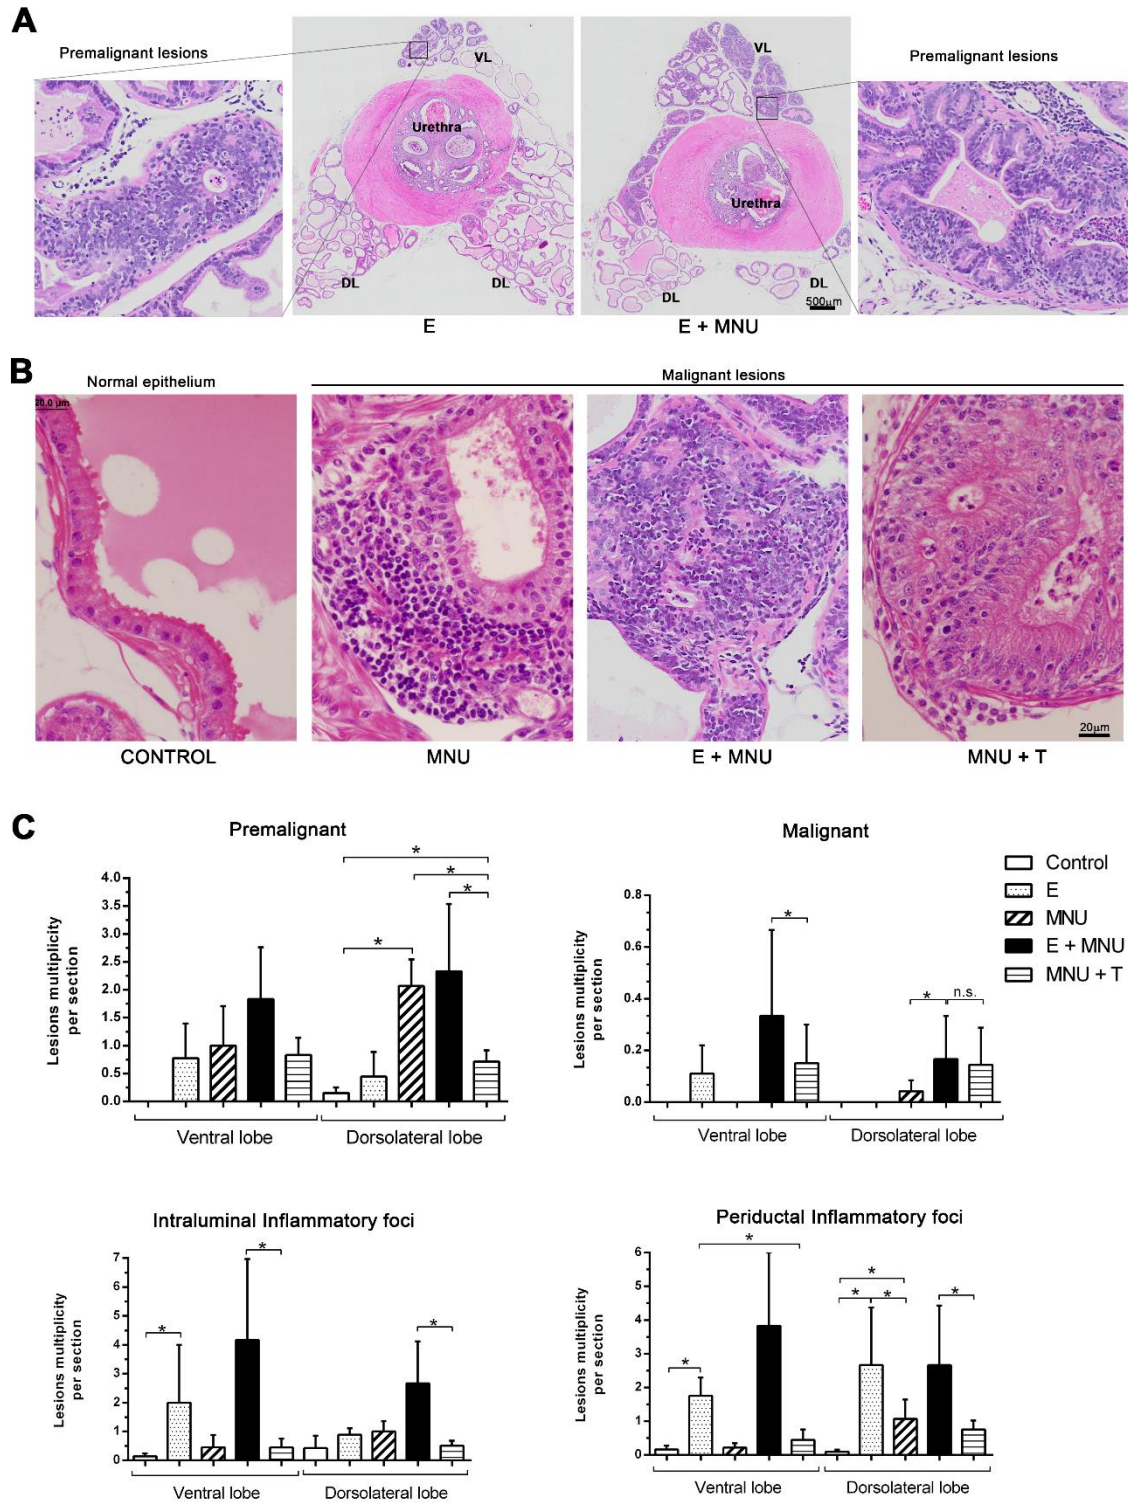 A
Premalignant lesions
Premalignant lesions
VL
VL
Urethra
Urethra
DL
DL
DL
DL
500µm
E
E + MNU
B
Normal epithelium
Malignant lesions
20.0 µm
20µm
CONTROL
MNU
E + MNU
MNU + T
C
Premalignant
Lesions multiplicity
per section
4.0
3.5
3.0
2.5
2.0
1.5
1.0
0.5
0.0
*
*
*
*
Ventral lobe
Dorsolateral lobe
Malignant
Lesions multiplicity
per section
0.8
0.6
0.4
0.2
0.0
*
*
n.s.
Ventral lobe
Dorsolateral lobe
Control
E
MNU
E + MNU
MNU + T
Intraluminal Inflammatory foci
Lesions multiplicity
per section
7
6
5
4
3
2
1
0
*
*
*
Ventral lobe
Dorsolateral lobe
Periductal Inflammatory foci
Lesions multiplicity
per section
6
5
4
3
2
1
0
*
*
*
*
*
*
Ventral lobe
Dorsolateral lobe